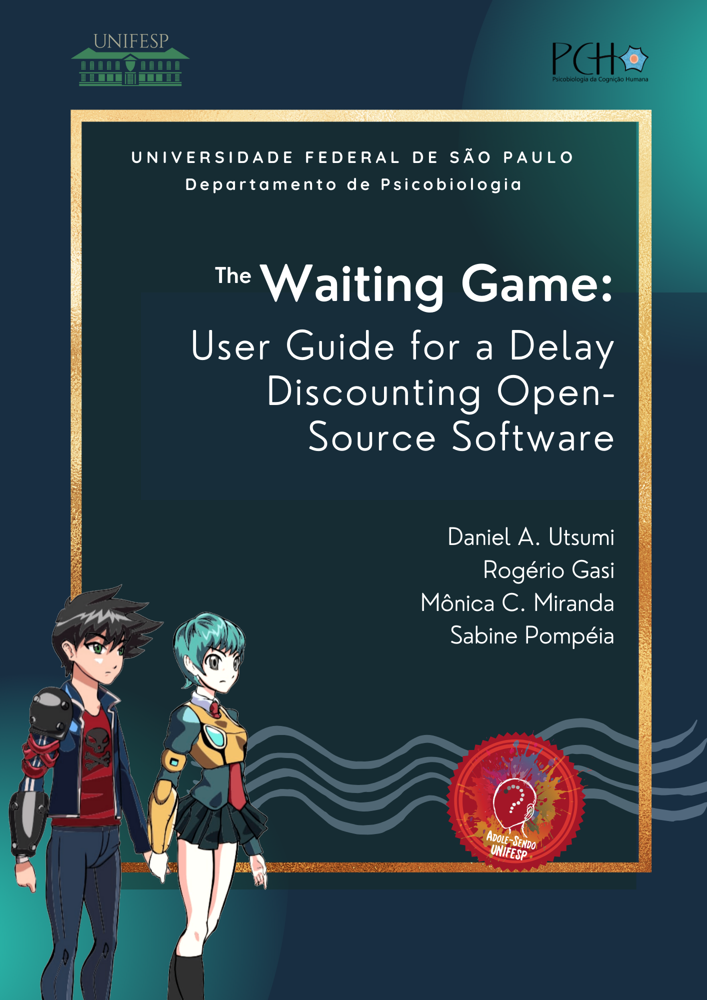 UNIFESP
PCH
Psicobiologia da Cognição Humana
UNIVERSIDADE FEDERAL DE SÃO PAULO
Departamento de Psicobiologia
The Waiting Game:
User Guide for a Delay
Discounting Open-
Source Software
Daniel A. Utsumi
Rogério Gasi
Mônica C. Miranda
Sabine Pompéia
ADOLE-SENDO
UNIFESP